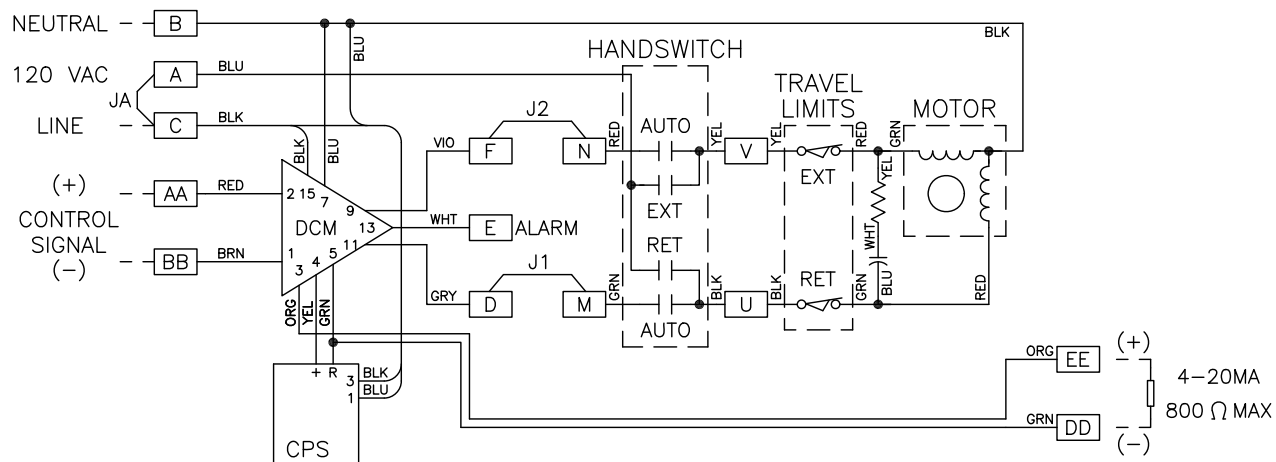 NEUTRAL B
BLK
BLU
HANDSWITCH
120 VAC A BLU
TRAVEL
LIMITS
MOTOR
JA
LINE C BLK
BLK BLU
J2
AUTO
VIO F N RED YEL V YEL RED GRN
EXT
EXT
YEL
(+)
AA RED
2 15 7 9
CONTROL
SIGNAL
DCM 13 WHT E ALARM
11
RET
WHT
(-)
BB BRN
1 3 4 5
J1
RET
BLU
GRY D M GRN BLK U BLK GRN RED
AUTO
ORG YEL GRN
+ R
3 BLK
1 BLU
CPS
ORG EE (+)
4-20MA
800 Ω MAX
GRN DD (-)